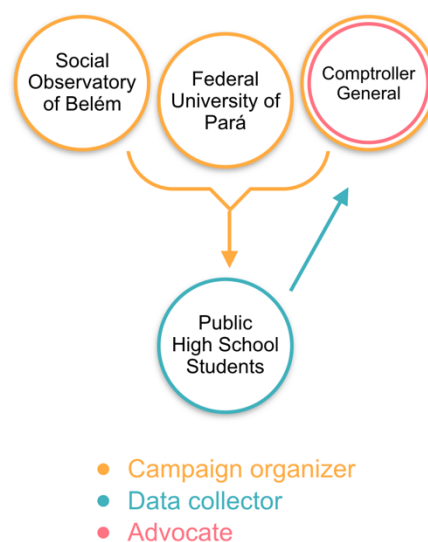 Social
Observatory
of Belém
Federal
University of
Pará
Comptroller
General
Public
High School
Students
Campaign organizer
Data collector
Advocate